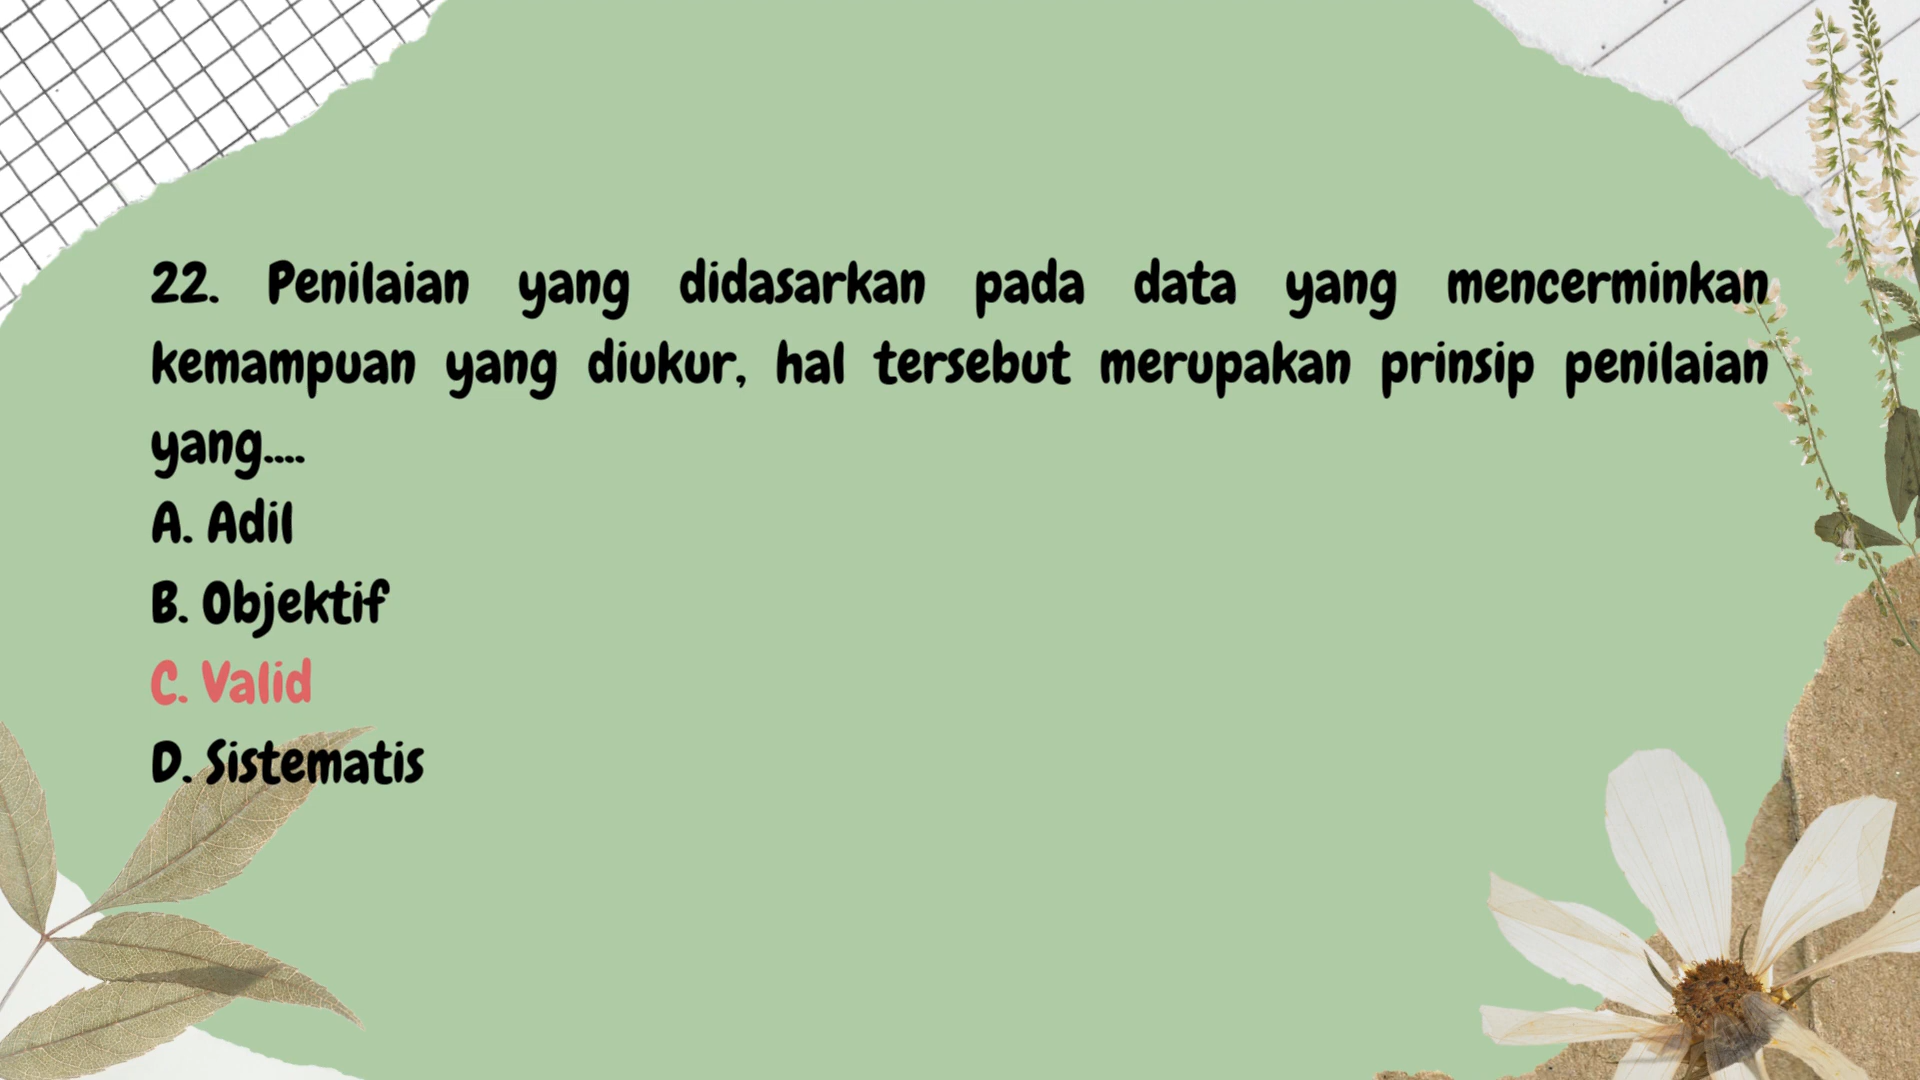 22. Penilaian yang didasarkan pada data yang mencerminkan
kemampuan yang diukur, hal tersebut merupakan prinsip penilaian
yang....
A. Adil
B. Objektif
C. Valid
D. Sistematis